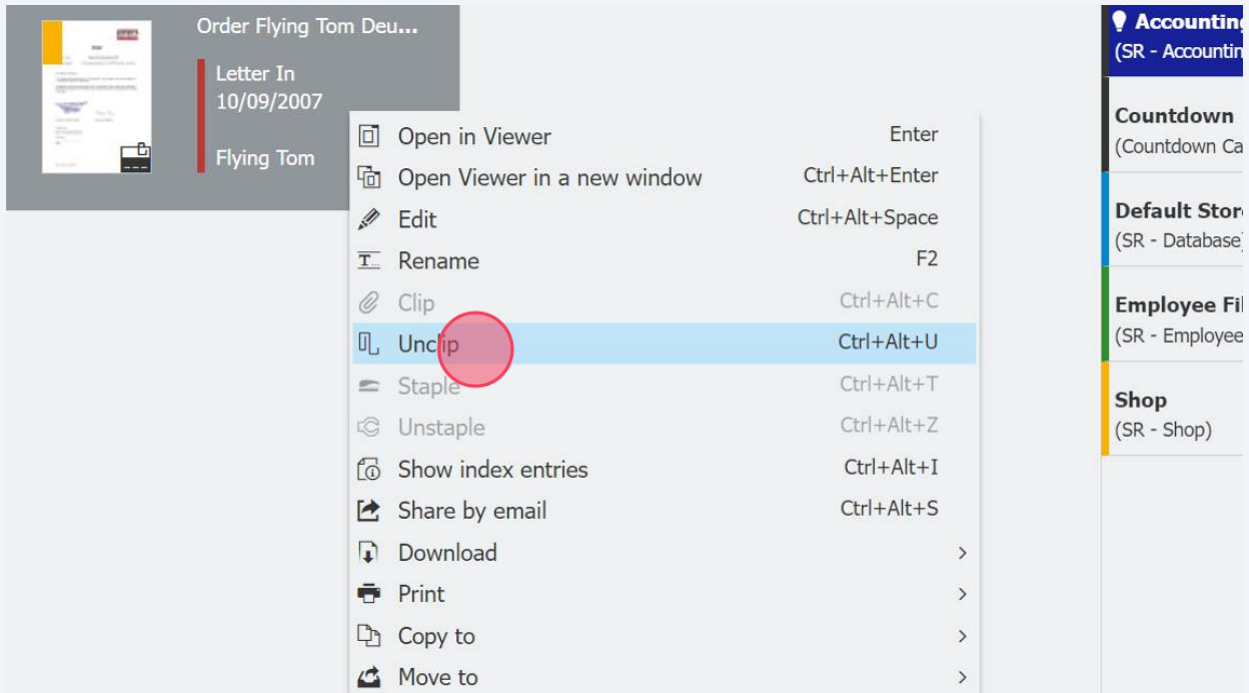 Order Flying Tom Deu...
Letter In
10/09/2007
Flying Tom
Open in Viewer Enter
Open Viewer in a new window Ctrl+Alt+Enter
Edit Ctrl+Alt+Space
Rename F2
Clip Ctrl+Alt+C
Unclip Ctrl+Alt+U
Staple Ctrl+Alt+T
Unstaple Ctrl+Alt+Z
Show index entries Ctrl+Alt+I
Share by email Ctrl+Alt+S
Download
Print
Copy to
Move to
Accounting
(SR - Accountin
Countdown
(Countdown Ca
Default Stor
(SR - Database)
Employee Fi
(SR - Employee
Shop
(SR - Shop)